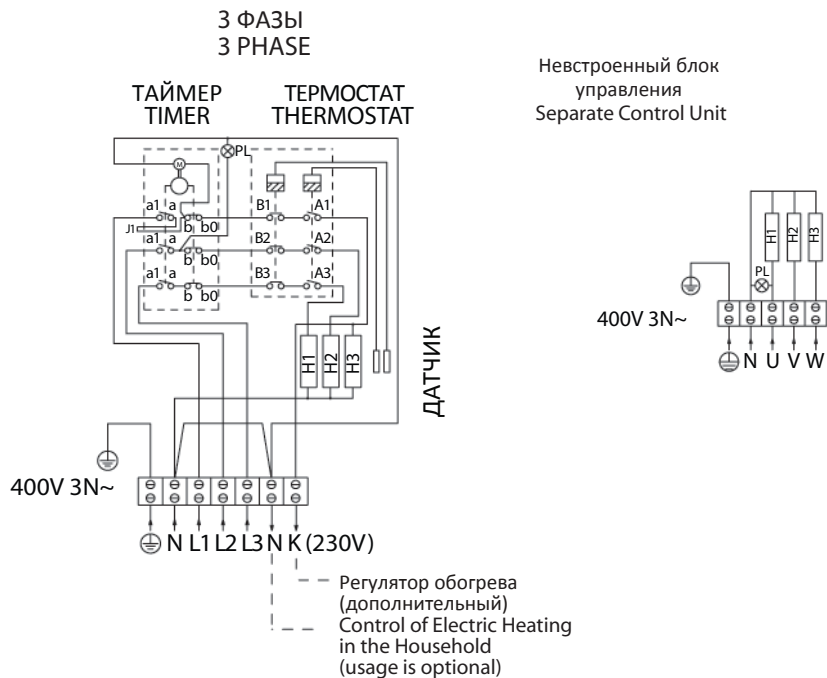 3 ФАЗЫ
3 PHASE
ТАЙМЕР
TIMER
ТЕРМОСТАТ
THERMOSTAT
PL
M
a1 a
b b0
B1
A1
J1
a1 a
b b0
B2
A2
a1 a
b b0
B3
A3
H1
H2
H3
ДАТЧИК
400V 3N~
N L1 L2 L3 N K (230V)
Регулятор обогрева
(дополнительный)
Control of Electric Heating
in the Household
(usage is optional)
Невстроенный блок
управления
Separate Control Unit
H1
H2
H3
PL
400V 3N~
N U V W